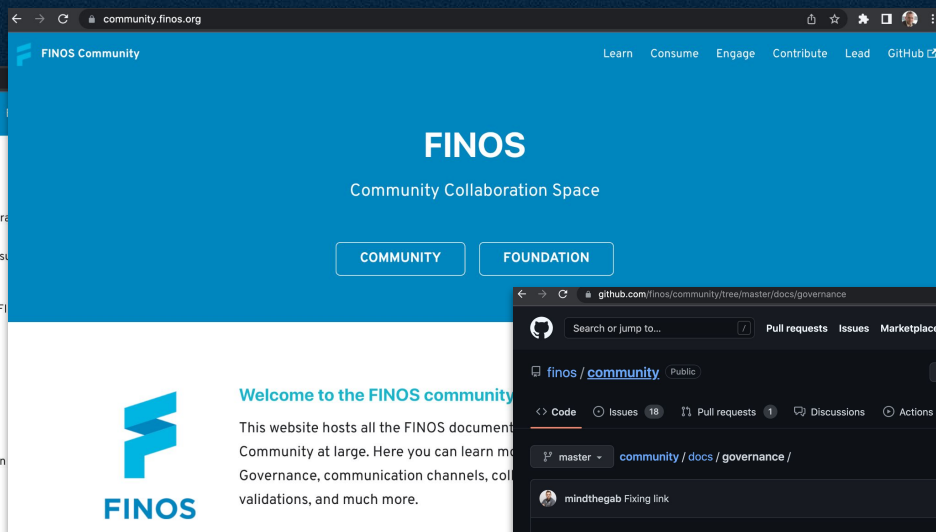 community.finos.org
FINOS Community
Learn Consume Engage Contribute Lead GitHub
FINOS
Community Collaboration Space
COMMUNITY FOUNDATION
github.com/finos/community/tree/master/docs/governance
Search or jump to... / Pull requests Issues Marketplace
finos / community Public
Code Issues 18 Pull requests 1 Discussions Actions
master community / docs / governance /
mindthegab Fixing link
Welcome to the FINOS community
This website hosts all the FINOS document
Community at large. Here you can learn mo
Governance, communication channels, coll
validations, and much more.
FINOS